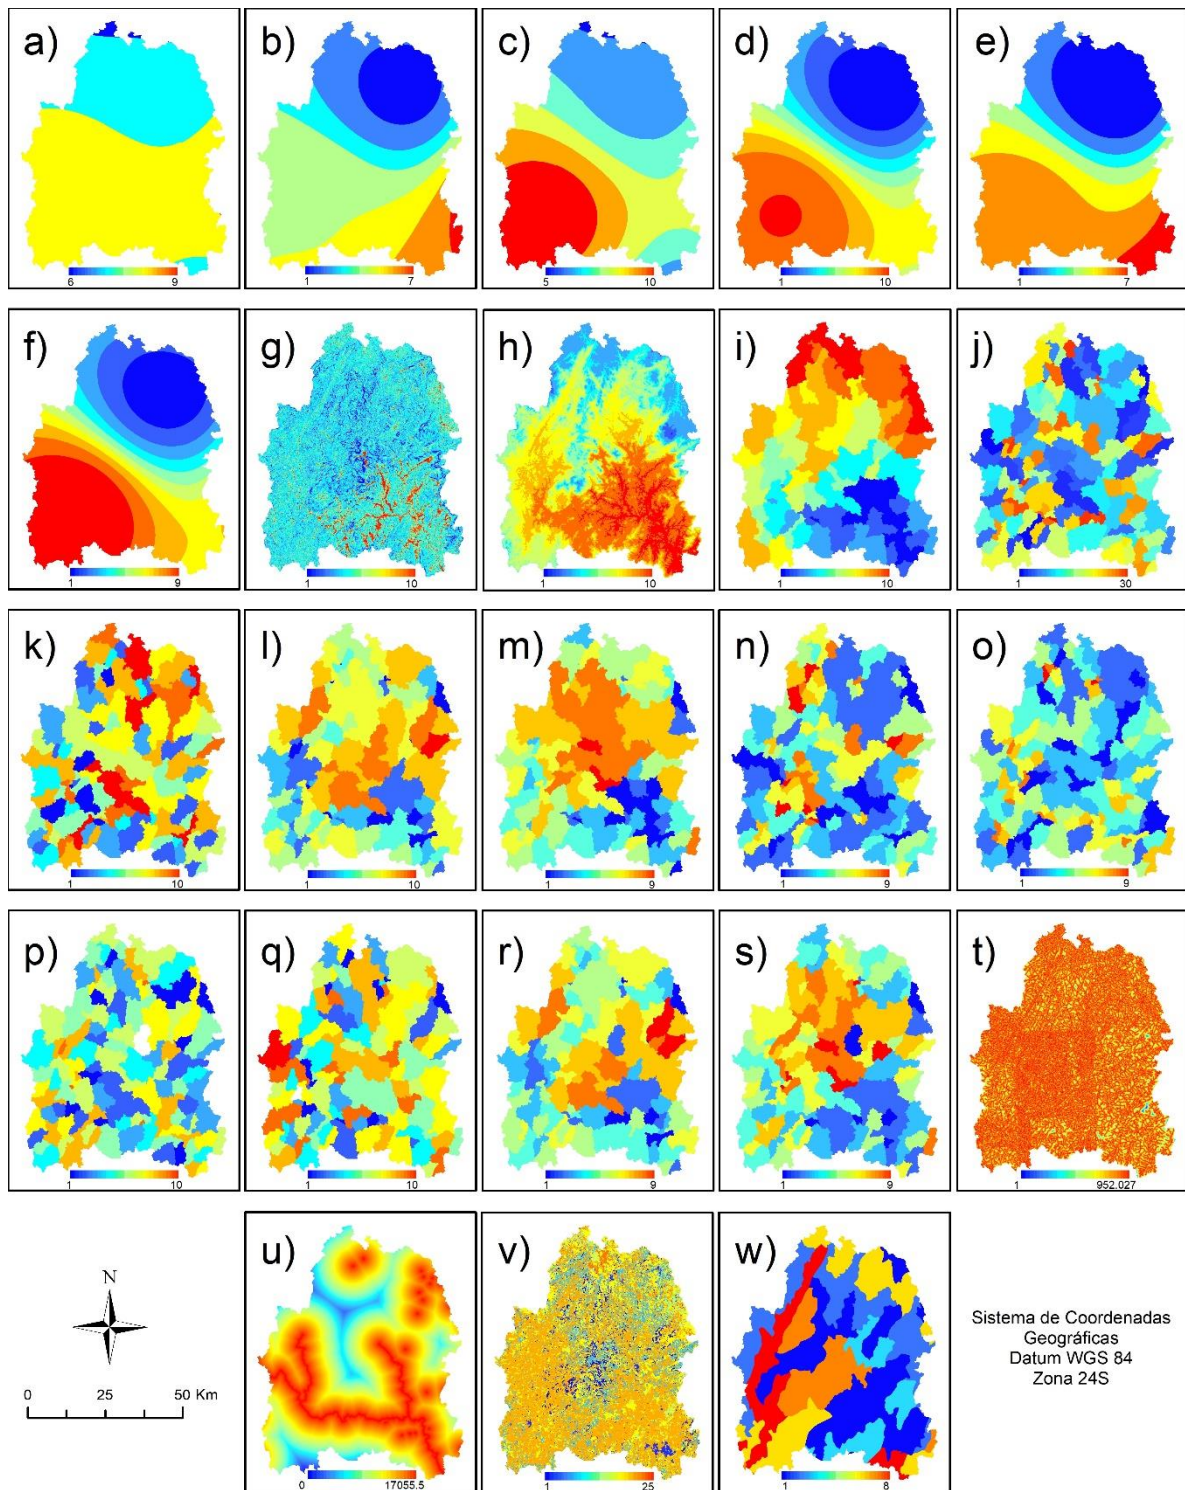 a) b) c) d) e)
6 9 1 7 5 10 1 10 1 7
f) g) h) i) j)
1 9 1 10 1 10 1 10 1 30
k) l) m) n) o)
1 10 1 10 1 9 1 9 1 9
p) q) r) s) t)
1 10 1 10 1 9 1 9 1 952.027
u) v) w)
N
Sistema de Coordenadas
Geográficas
Datum WGS 84
Zona 24S
0 25 50 Km
0 17055.5 1 25 1 8